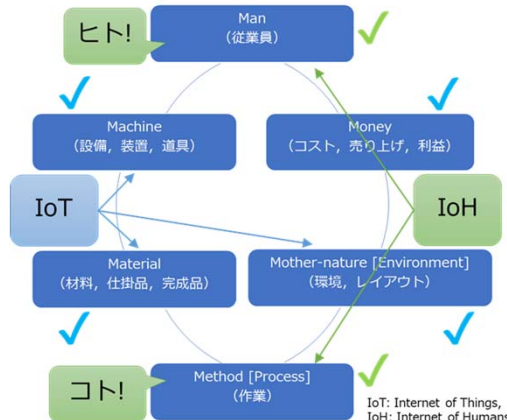 ヒト!
Man
(従業員)
Machine
(設備, 装置, 道具)
Money
(コスト, 売り上げ, 利益)
IoT
IoH
Material
(材料, 仕掛品, 完成品)
Mother-nature [Environment]
(環境, レイアウト)
コト!
Method [Process]
(作業)
IoT: Internet of Things,
IoH: Internet of Humans